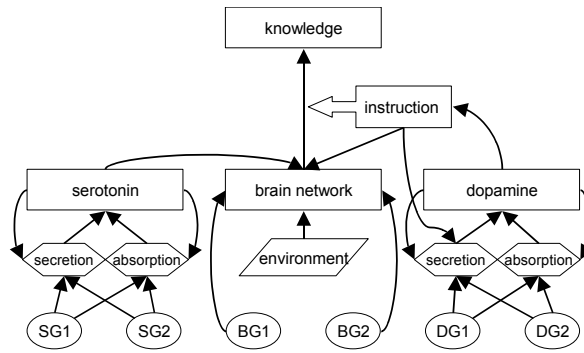 knowledge
instruction
serotonin
brain network
dopamine
secretion
absorption
environment
secretion
absorption
SG1
SG2
BG1
BG2
DG1
DG2